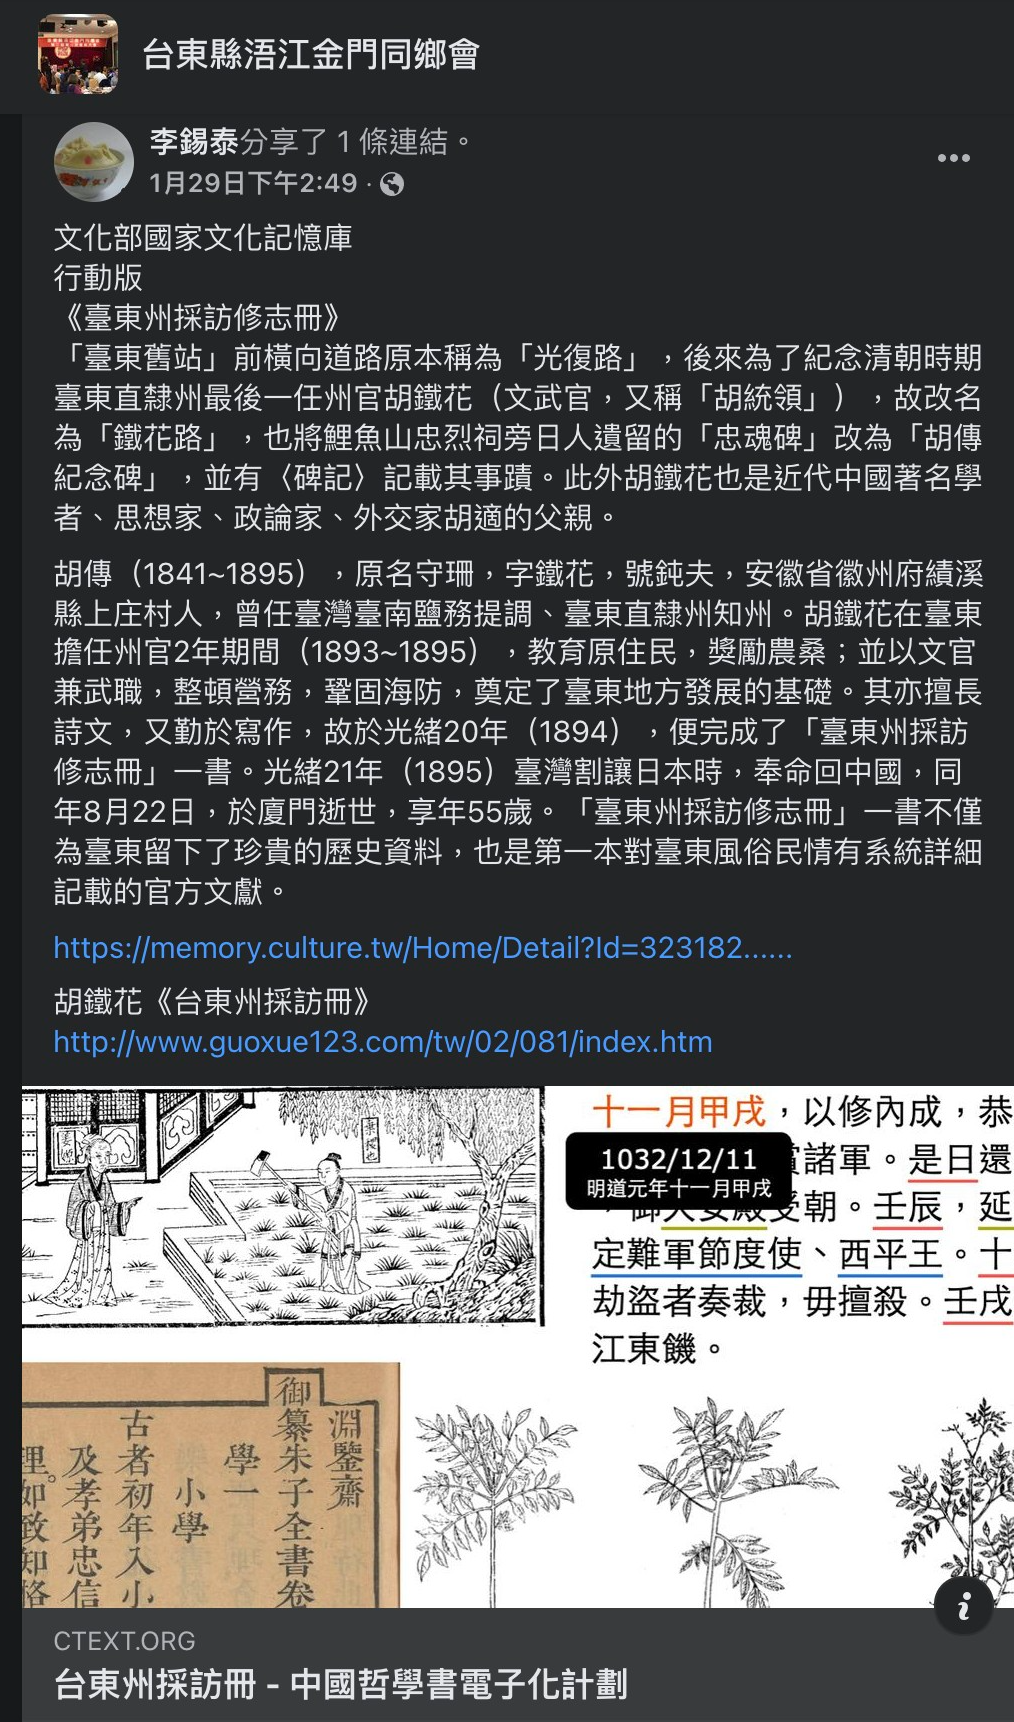 台東縣浯江金門同鄉會
李錫泰分享了 1 條連結。
1月29日下午2:49 ·
文化部國家文化記憶庫
行動版
《臺東州採訪修志冊》
「臺東舊站」前橫向道路原本稱為「光復路」，後來為了紀念清朝時期
臺東直隸州最後一任州官胡鐵花（文武官，又稱「胡統領」），故改名
為「鐵花路」，也將鯉魚山忠烈祠旁日人遺留的「忠魂碑」改為「胡傳
紀念碑」，並有〈碑記〉記載其事蹟。此外胡鐵花也是近代中國著名學
者、思想家、政論家、外交家胡適的父親。
胡傳（1841~1895），原名守珊，字鐵花，號鈍夫，安徽省徽州府績溪
縣上庄村人，曾任臺灣臺南鹽務提調、臺東直隸州知州。胡鐵花在臺東
擔任州官2年期間（1893~1895），教育原住民，獎勵農桑；並以文官
兼武職，整頓營務，鞏固海防，奠定了臺東地方發展的基礎。其亦擅長
詩文，又勤於寫作，故於光緒20年（1894），便完成了「臺東州採訪
修志冊」一書。光緒21年（1895）臺灣割讓日本時，奉命回中國，同
年8月22日，於廈門逝世，享年55歲。「臺東州採訪修志冊」一書不僅
為臺東留下了珍貴的歷史資料，也是第一本對臺東風俗民情有系統詳細
記載的官方文獻。
https://memory.culture.tw/Home/Detail?Id=323182......
胡鐵花《台東州採訪冊》
http://www.guoxue123.com/tw/02/081/index.htm
十一月甲戌，以修內成，恭
1032/12/11
明道元年十一月甲戌
諸軍。是日還
受朝。壬辰，延
定難軍節度使、西平王。十
劫盜者奏裁，毋擅殺。壬戌
江東饑。
淵鑒齋
御纂朱子全書卷
學一
小學
古者初年入小
及孝弟忠信
理。如致知格
CTEXT.ORG
台東州採訪冊 - 中國哲學書電子化計劃